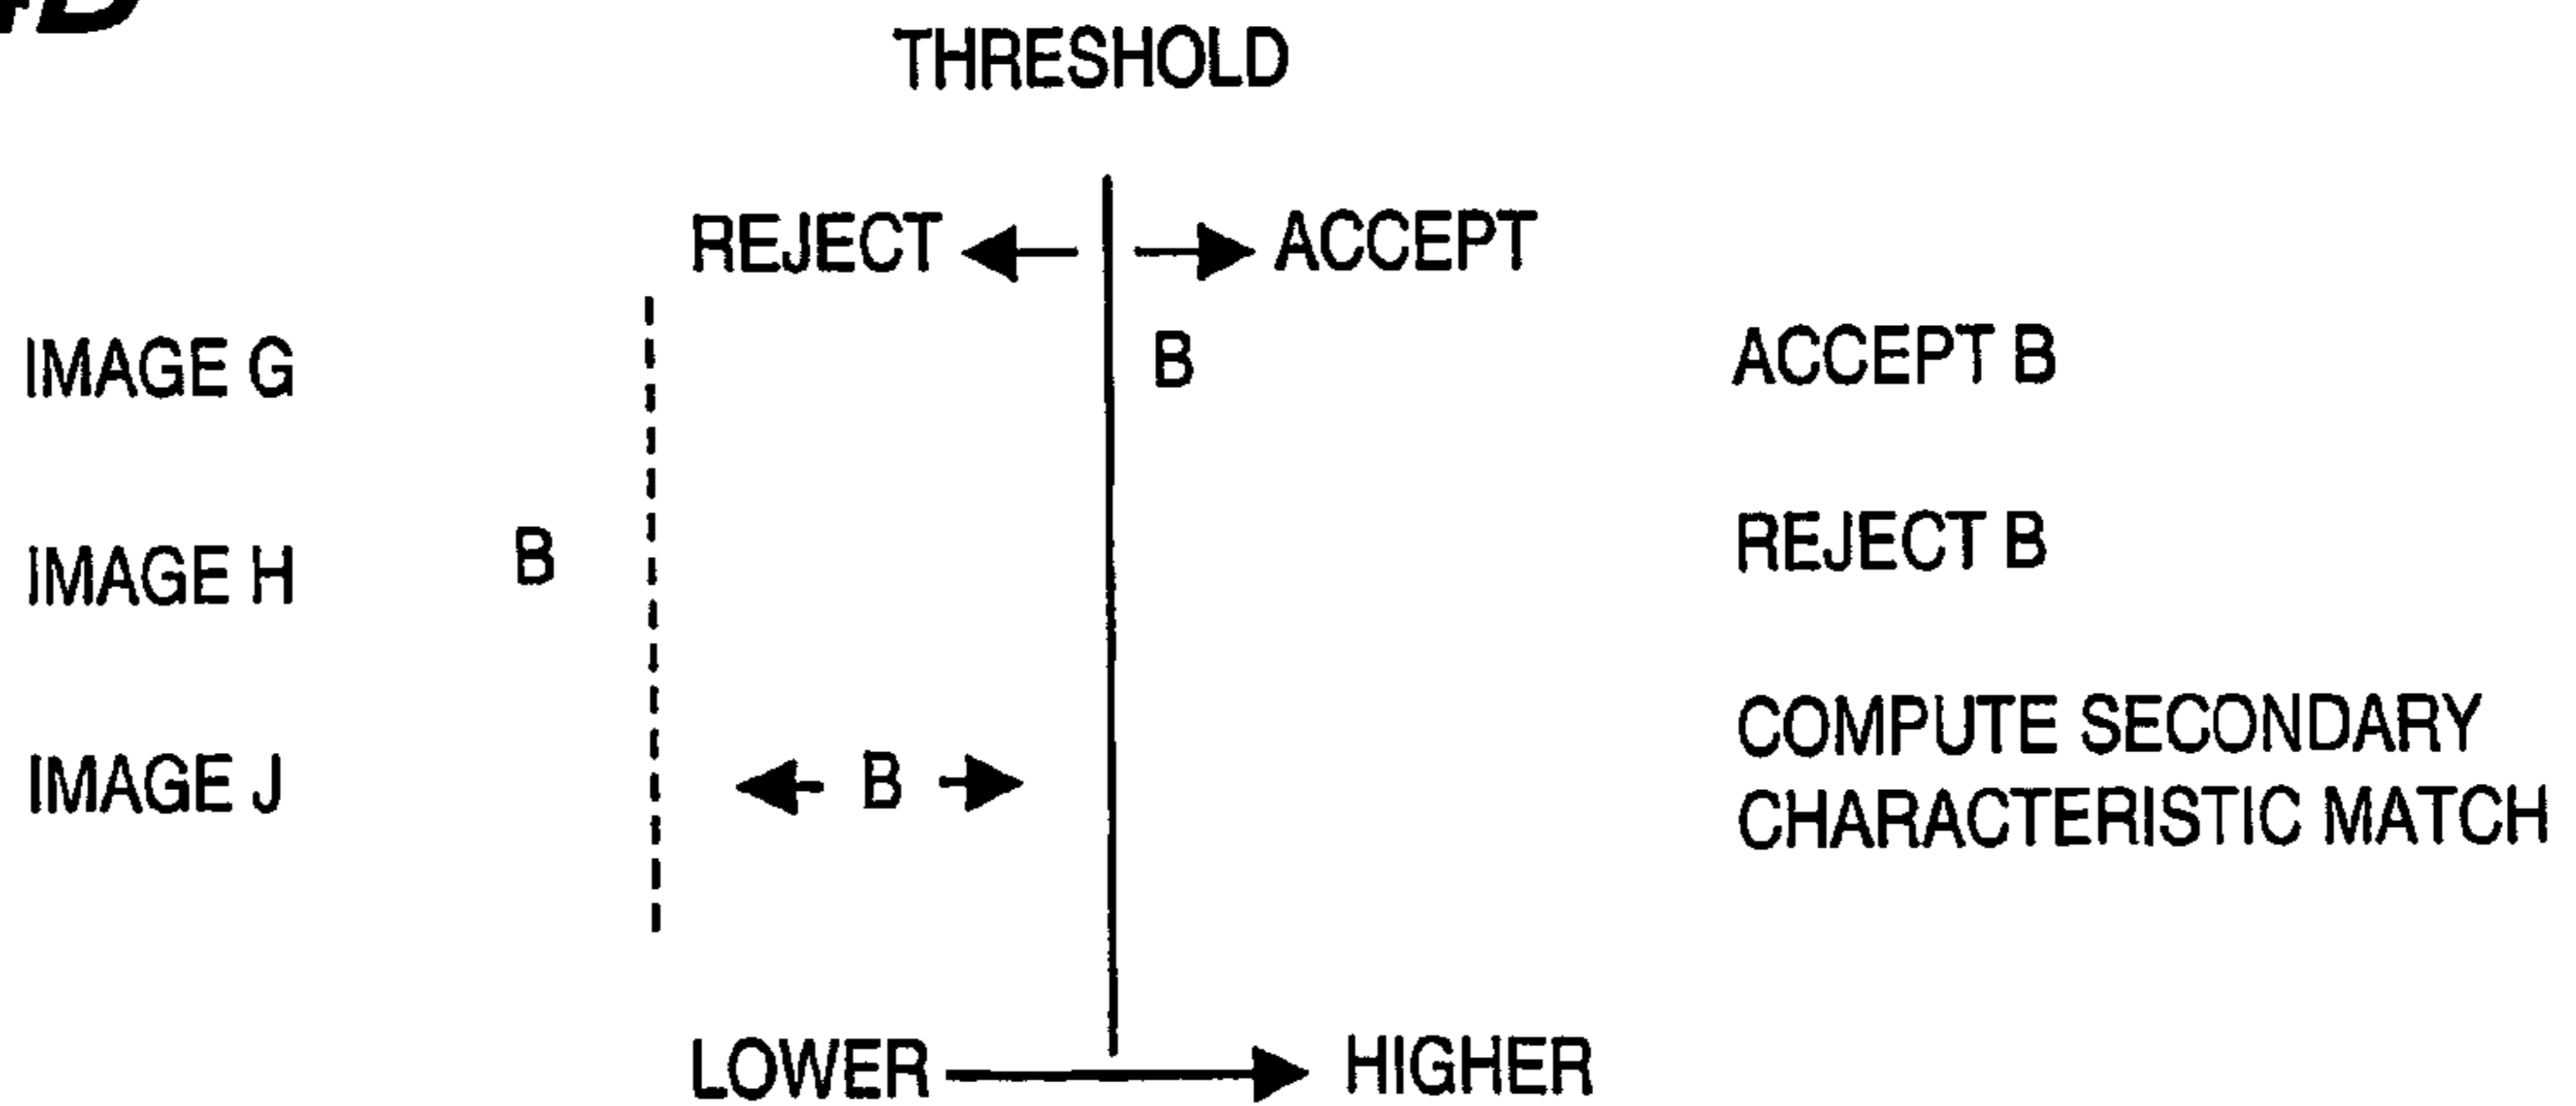 THRESHOLD
REJECT ACCEPT
IMAGE G B ACCEPT B
IMAGE H B REJECT B
IMAGE J B COMPUTE SECONDARY
CHARACTERISTIC MATCH
LOWER HIGHER